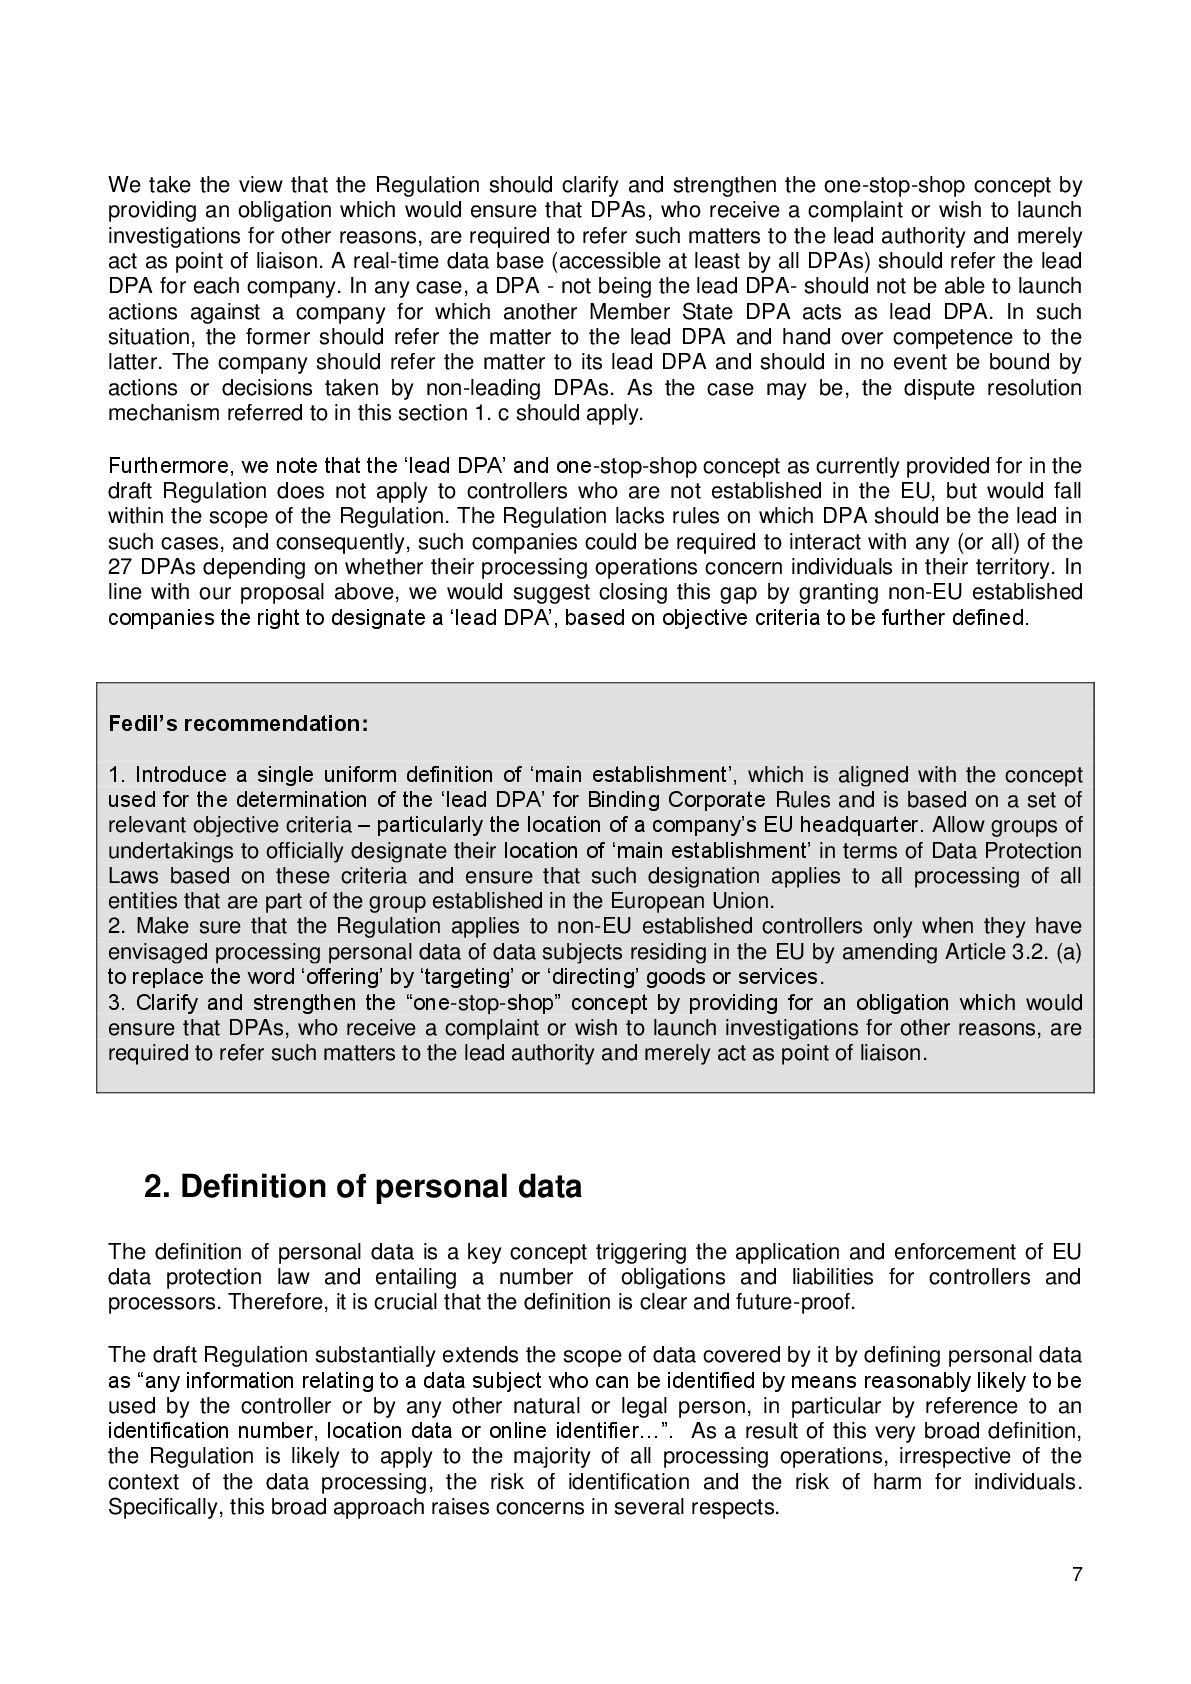 We take the view that the Regulation should clarify and strengthen the one-stop-shop concept by
providing an obligation which would ensure that DPAs, who receive a complaint or wish to launch
investigations for other reasons, are required to refer such matters to the lead authority and merely
act as point of liaison. A real-time data base (accessible at least by all DPAs) should refer the lead
DPA for each company. In any case, a DPA - not being the lead DPA- should not be able to launch
actions against a company for which another Member State DPA acts as lead DPA. In such
situation, the former should refer the matter to the lead DPA and hand over competence to the
latter. The company should refer the matter to its lead DPA and should in no event be bound by
actions or decisions taken by non-leading DPAs. As the case may be, the dispute resolution
mechanism referred to in this section 1. c should apply.
Furthermore, we note that the ‘lead DPA’ and one-stop-shop concept as currently provided for in the
draft Regulation does not apply to controllers who are not established in the EU, but would fall
within the scope of the Regulation. The Regulation lacks rules on which DPA should be the lead in
such cases, and consequently, such companies could be required to interact with any (or all) of the
27 DPAs depending on whether their processing operations concern individuals in their territory. In
line with our proposal above, we would suggest closing this gap by granting non-EU established
companies the right to designate a ‘lead DPA’, based on objective criteria to be further defined.
Fedil’s recommendation:
1. Introduce a single uniform definition of ‘main establishment’, which is aligned with the concept
used for the determination of the ‘lead DPA’ for Binding Corporate Rules and is based on a set of
relevant objective criteria – particularly the location of a company’s EU headquarter. Allow groups of
undertakings to officially designate their location of ‘main establishment’ in terms of Data Protection
Laws based on these criteria and ensure that such designation applies to all processing of all
entities that are part of the group established in the European Union.
2. Make sure that the Regulation applies to non-EU established controllers only when they have
envisaged processing personal data of data subjects residing in the EU by amending Article 3.2. (a)
to replace the word ‘offering’ by ‘targeting’ or ‘directing’ goods or services.
3. Clarify and strengthen the “one-stop-shop” concept by providing for an obligation which would
ensure that DPAs, who receive a complaint or wish to launch investigations for other reasons, are
required to refer such matters to the lead authority and merely act as point of liaison.
2. Definition of personal data
The definition of personal data is a key concept triggering the application and enforcement of EU
data protection law and entailing a number of obligations and liabilities for controllers and
processors. Therefore, it is crucial that the definition is clear and future-proof.
The draft Regulation substantially extends the scope of data covered by it by defining personal data
as “any information relating to a data subject who can be identified by means reasonably likely to be
used by the controller or by any other natural or legal person, in particular by reference to an
identification number, location data or online identifier…”. As a result of this very broad definition,
the Regulation is likely to apply to the majority of all processing operations, irrespective of the
context of the data processing, the risk of identification and the risk of harm for individuals.
Specifically, this broad approach raises concerns in several respects.
7